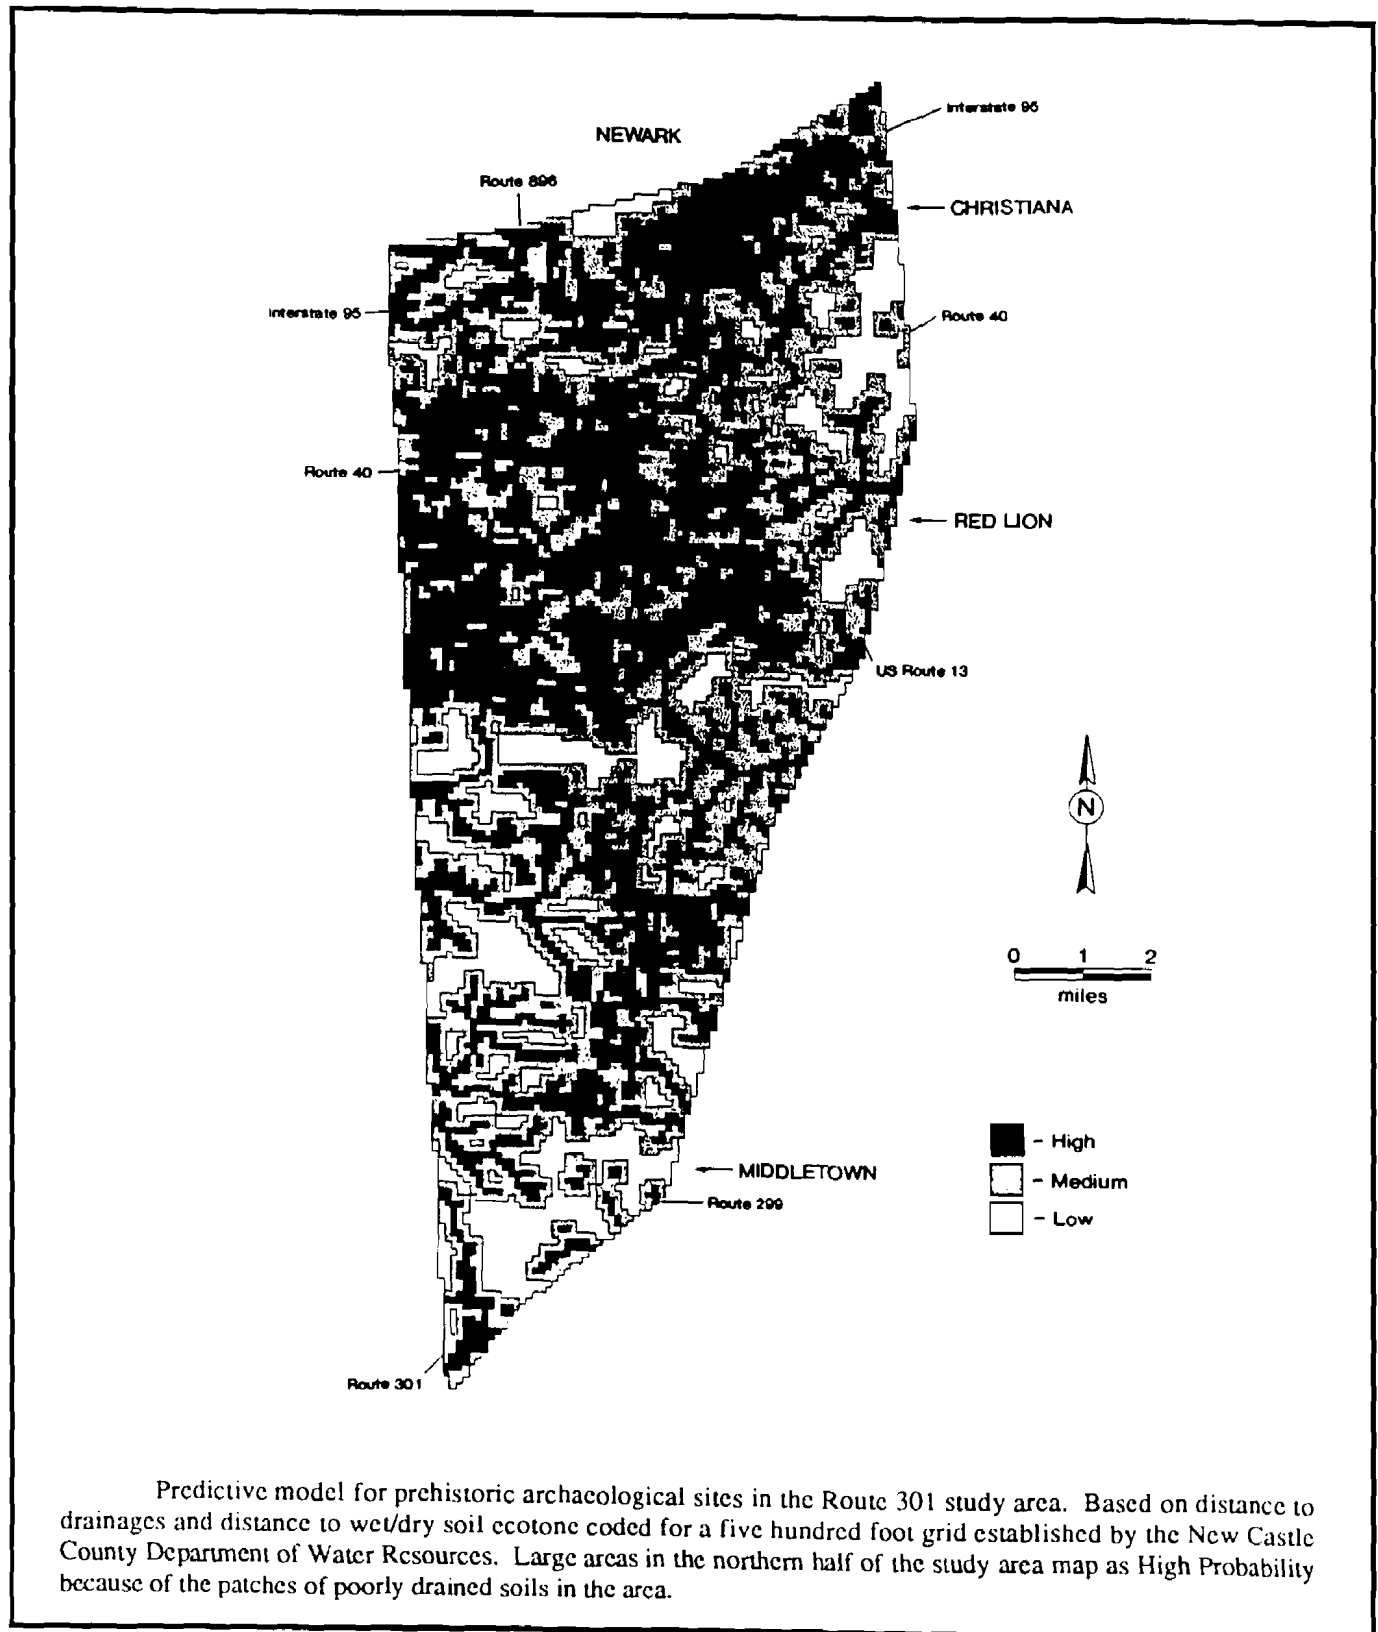 Interstate 95
NEWARK
Route 896
CHRISTIANA
Interstate 95
Route 40
Route 40
RED LION
US Route 13
N
0 1 2
miles
- High
- Medium
- Low
MIDDLETOWN
Route 299
Route 301
Predictive model for prehistoric archaeological sites in the Route 301 study area. Based on distance to
drainages and distance to wet/dry soil ecotone coded for a five hundred foot grid established by the New Castle
County Department of Water Resources. Large areas in the northern half of the study area map as High Probability
because of the patches of poorly drained soils in the area.